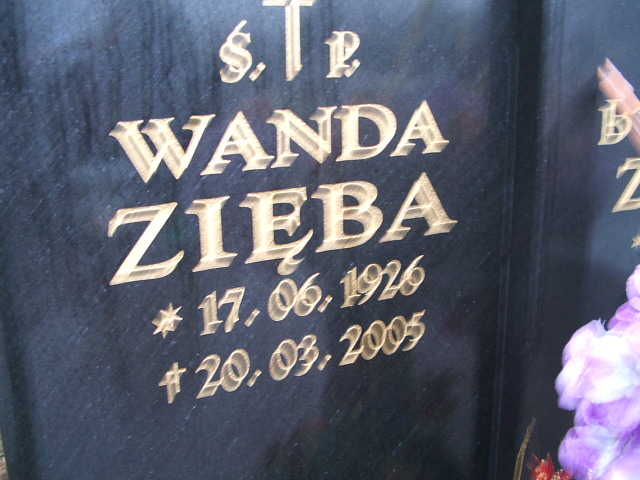 Ś. P.
WANDA
ZIĘBA
* 17. 06. 1926
† 20. 03. 2005